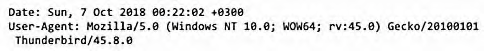 Date: Sun, 7 Oct 2018 00:22:02 +0300
User-Agent: Mozilla/5.0 (Windows NT 10.0; WOW64; rv:45.0) Gecko/20100101
Thunderbird/45.8.0